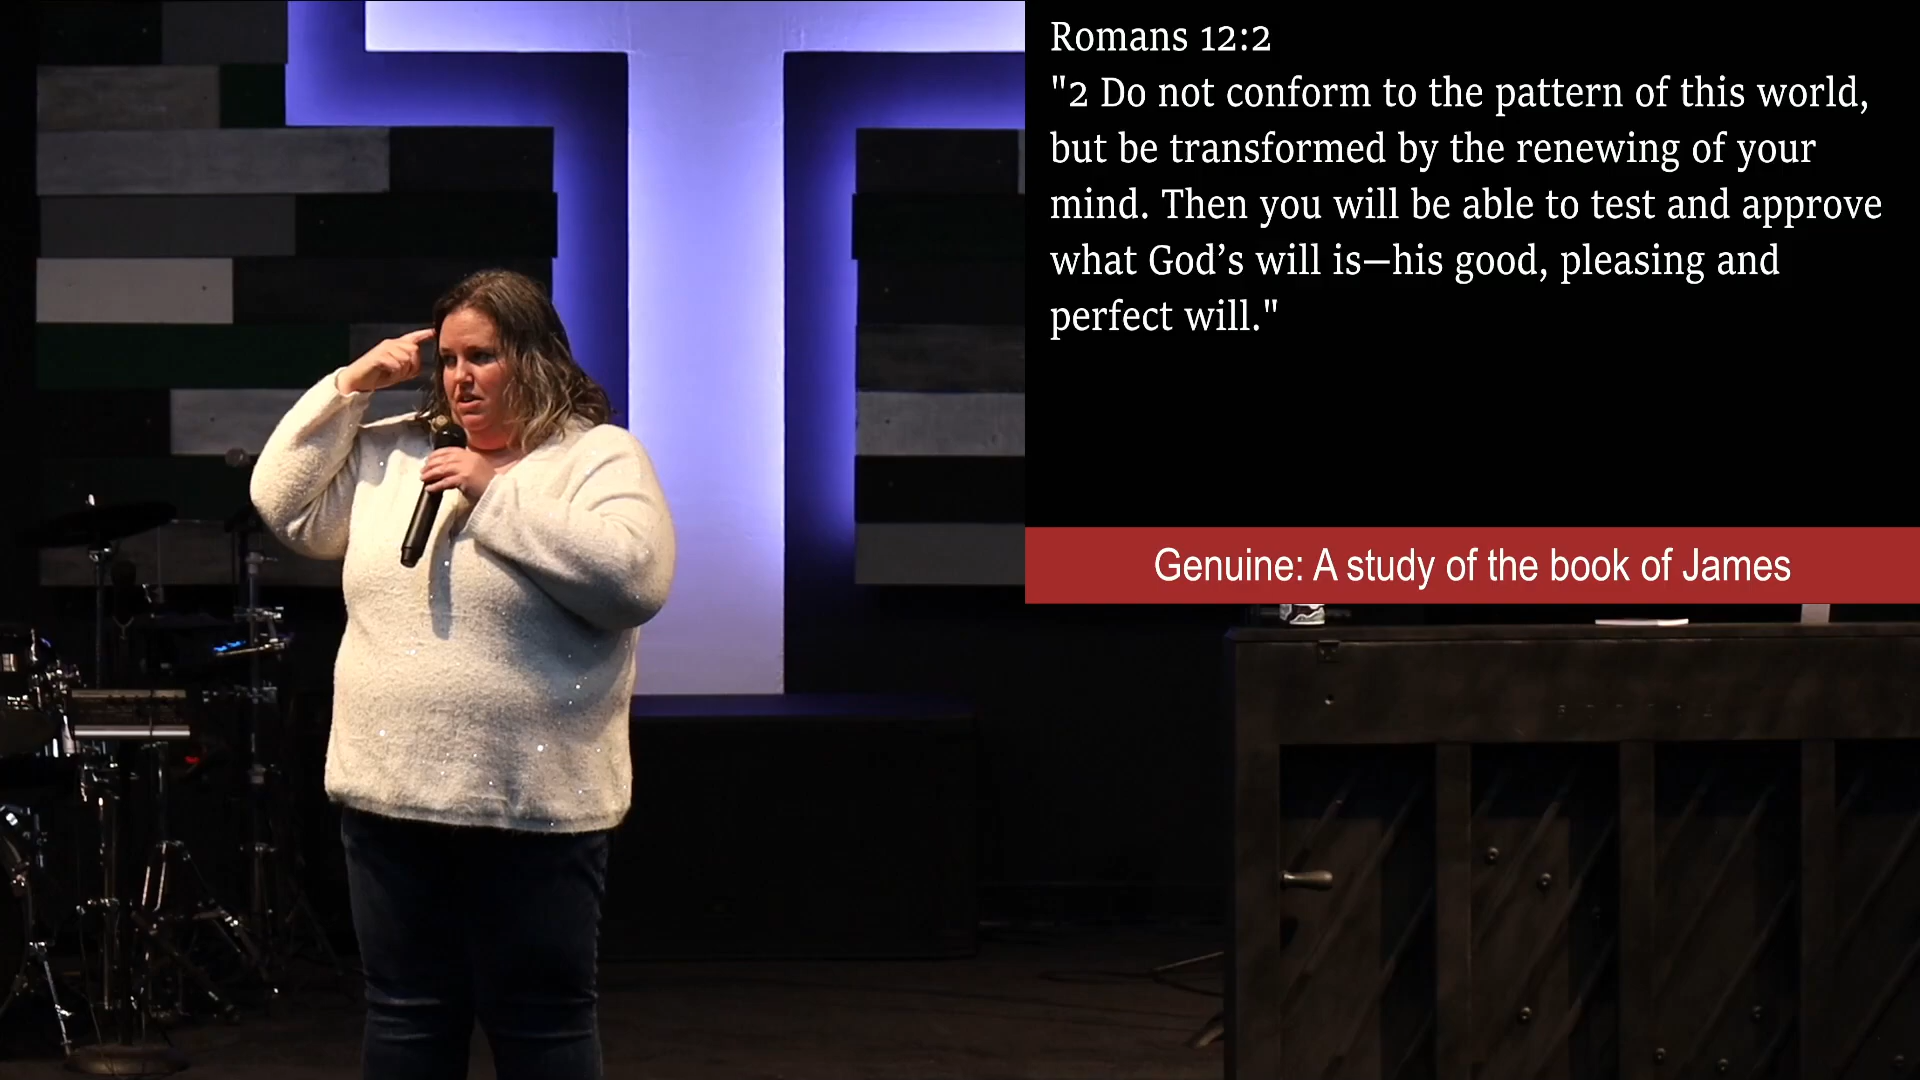 Romans 12:2
"2 Do not conform to the pattern of this world,
but be transformed by the renewing of your
mind. Then you will be able to test and approve
what God’s will is—his good, pleasing and
perfect will."
Genuine: A study of the book of James